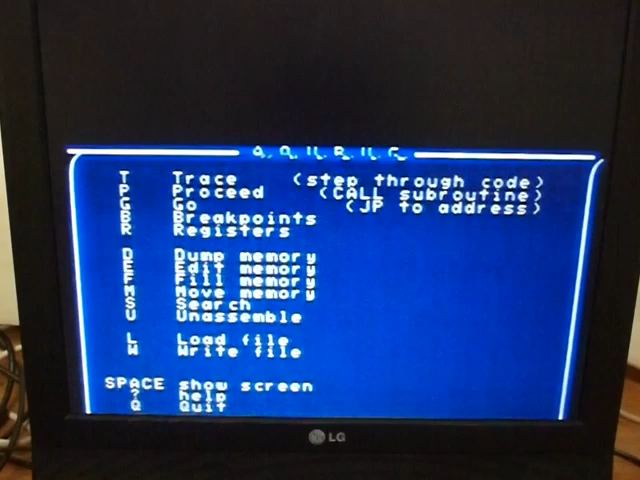 T Trace (step through code)
P Proceed (CALL subroutine)
G Go (JP to address)
B Breakpoints
R Registers
D Dump memory
E Edit memory
F Fill memory
M Move memory
S Search
U Unassemble
L Load file
W Write file
SPACE show screen
? help
Q Quit
LG